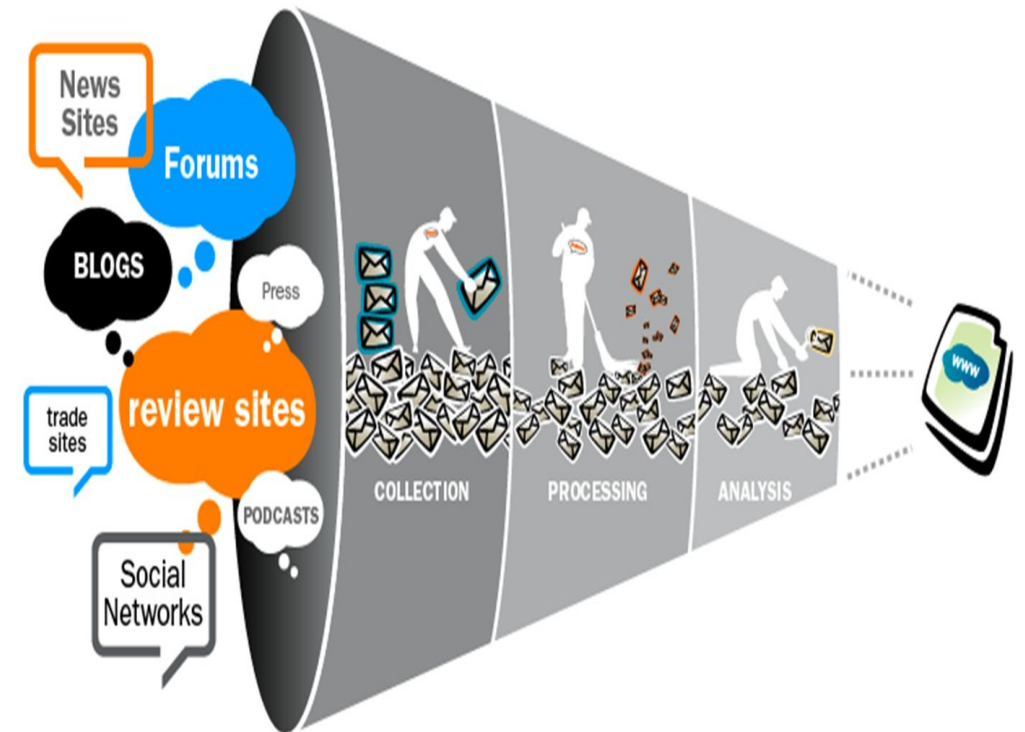 News
Sites
Forums
BLOGS
Press
review sites
trade
sites
PODCASTS
Social
Networks
COLLECTION
PROCESSING
ANALYSIS
www